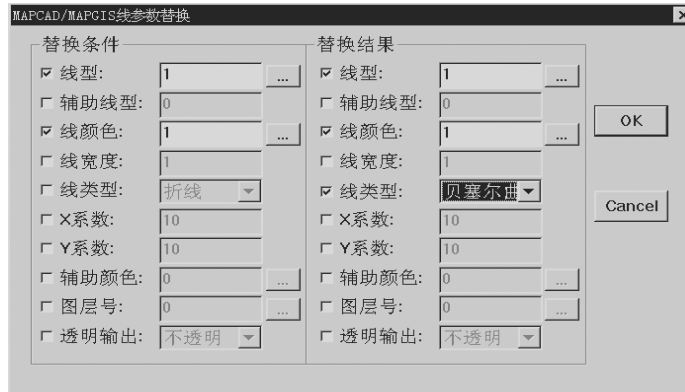 MAPCAD/MAPGIS线参数替换
替换条件 替换结果
线型: 1 ... 线型: 1 ...
辅助线型: 0 辅助线型: 0
线颜色: 1 ... 线颜色: 1 ...
OK
线宽度: 1 线宽度: 1
线类型: 折线 线类型: 贝塞尔曲
Cancel
X系数: 10 X系数: 10
Y系数: 10 Y系数: 10
辅助颜色: 0 ... 辅助颜色: 0 ...
图层号: 0 ... 图层号: 0 ...
透明输出: 不透明 透明输出: 不透明